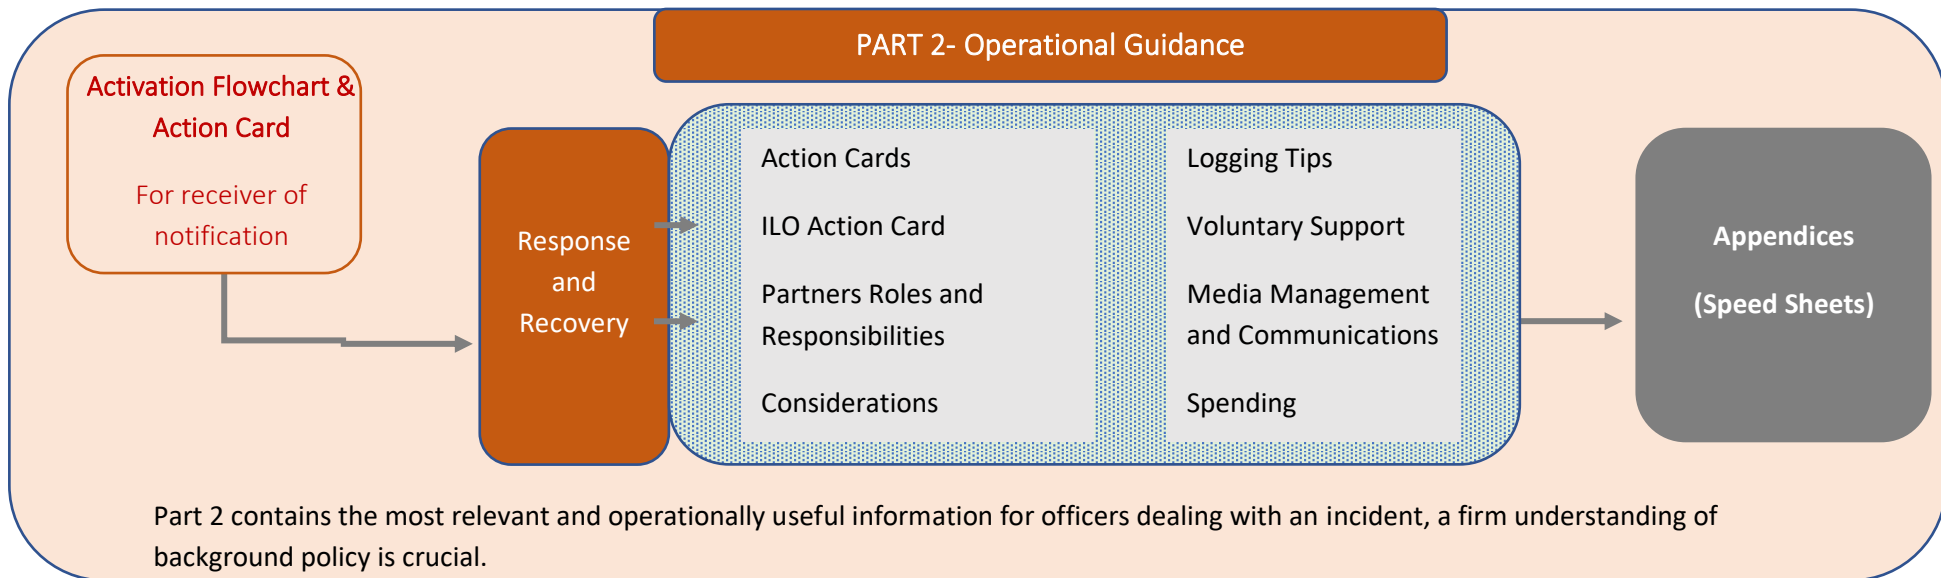 PART 2- Operational Guidance
Activation Flowchart &
Action Card
For receiver of
notification
Response
and
Recovery
Action Cards
ILO Action Card
Partners Roles and
Responsibilities
Considerations
Logging Tips
Voluntary Support
Media Management
and Communications
Spending
Appendices
(Speed Sheets)
Part 2 contains the most relevant and operationally useful information for officers dealing with an incident, a firm understanding of
background policy is crucial.